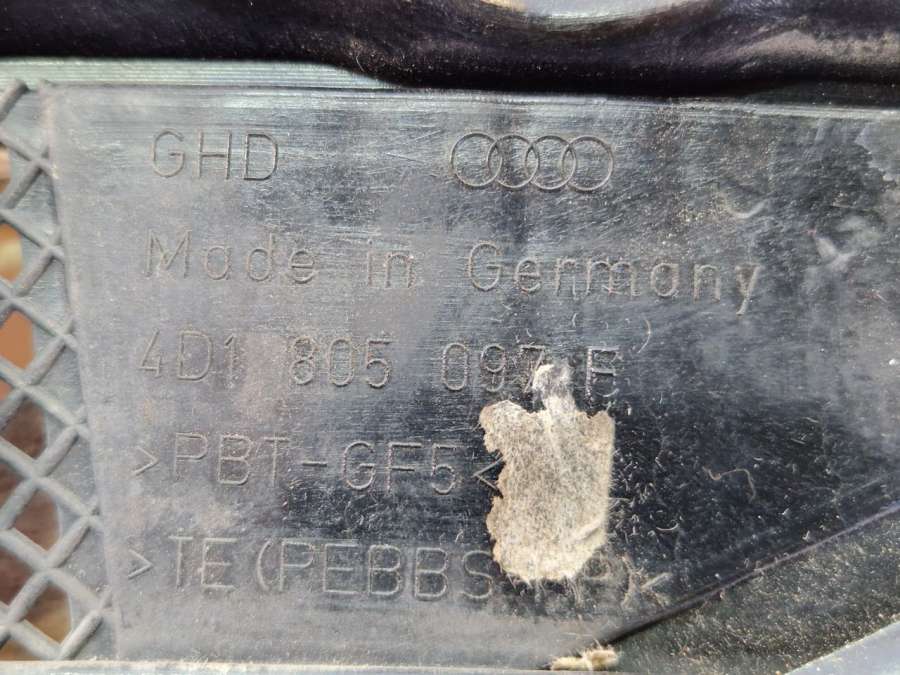 GHD
Made in Germany
4D1 805 097 E
>PBT-GF5<
>TE(PEBBS